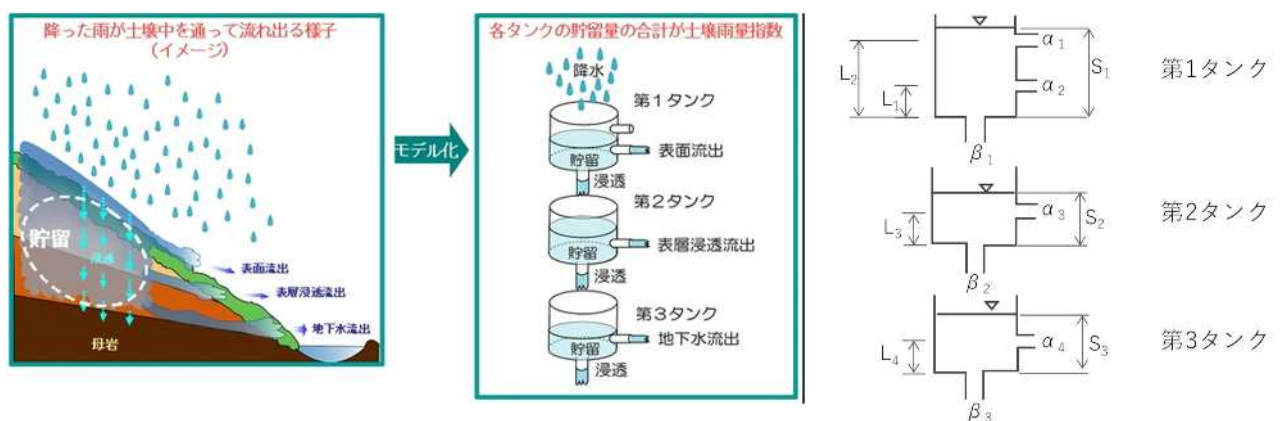 降った雨が土壌中を通って流れ出る様子
(イメージ)
貯留
浸透
表面流出
表層浸透流出
地下水流出
母岩
モデル化
各タンクの貯留量の合計が土壌雨量指数
降水
第1タンク
表面流出
貯留
浸透
第2タンク
表層浸透流出
貯留
浸透
第3タンク
地下水流出
貯留
浸透
L₂
L₁
α₁
α₂
S₁
β₁
第1タンク
L₃
α₃
S₂
β₂
第2タンク
L₄
α₄
S₃
β₃
第3タンク